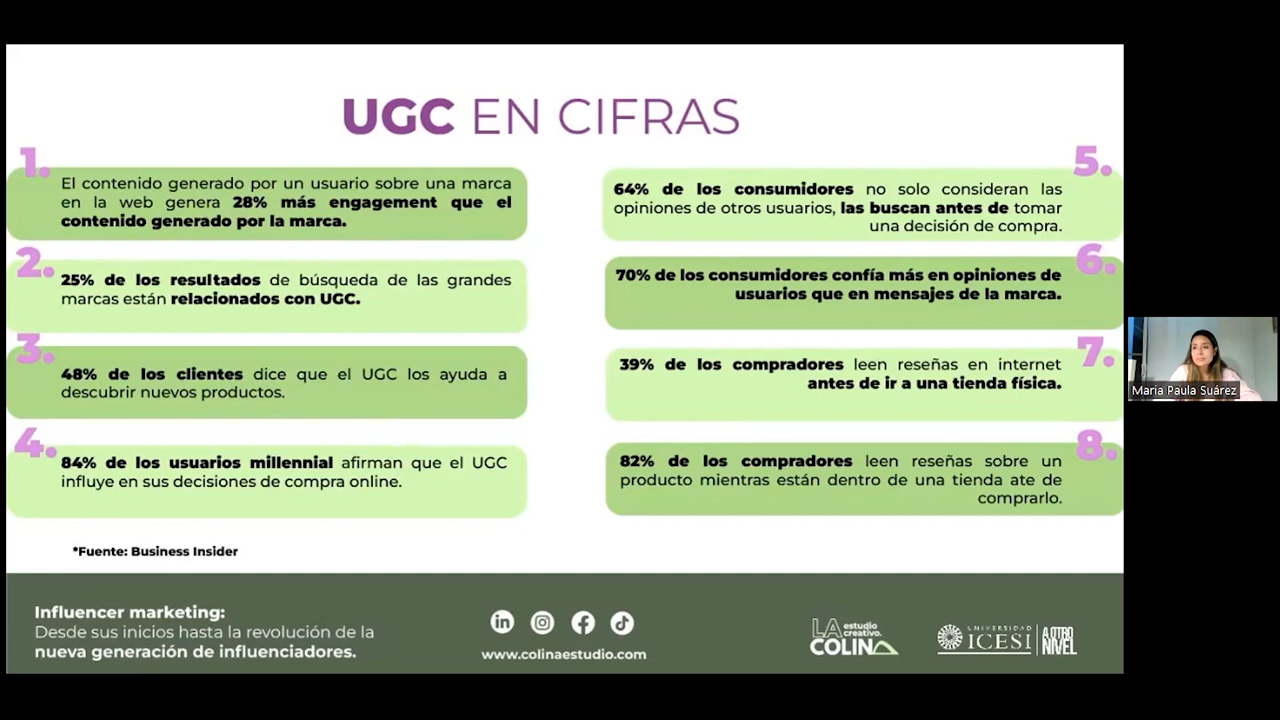 UGC EN CIFRAS
1.
El contenido generado por un usuario sobre una marca
en la web genera 28% más engagement que el
contenido generado por la marca.
2.
25% de los resultados de búsqueda de las grandes
marcas están relacionados con UGC.
3.
48% de los clientes dice que el UGC los ayuda a
descubrir nuevos productos.
4.
84% de los usuarios millennial afirman que el UGC
influye en sus decisiones de compra online.
5.
64% de los consumidores no solo consideran las
opiniones de otros usuarios, las buscan antes de tomar
una decisión de compra.
6.
70% de los consumidores confía más en opiniones de
usuarios que en mensajes de la marca.
7.
39% de los compradores leen reseñas en internet
antes de ir a una tienda física.
8.
82% de los compradores leen reseñas sobre un
producto mientras están dentro de una tienda ate de
comprarlo.
*Fuente: Business Insider
Influencer marketing:
Desde sus inicios hasta la revolución de la
nueva generación de influenciadores.
www.colinaestudio.com
LA estudio creativo.
COLINA
UNIVERSIDAD
ICESI
A OTRO
NIVEL
Maria Paula Suárez